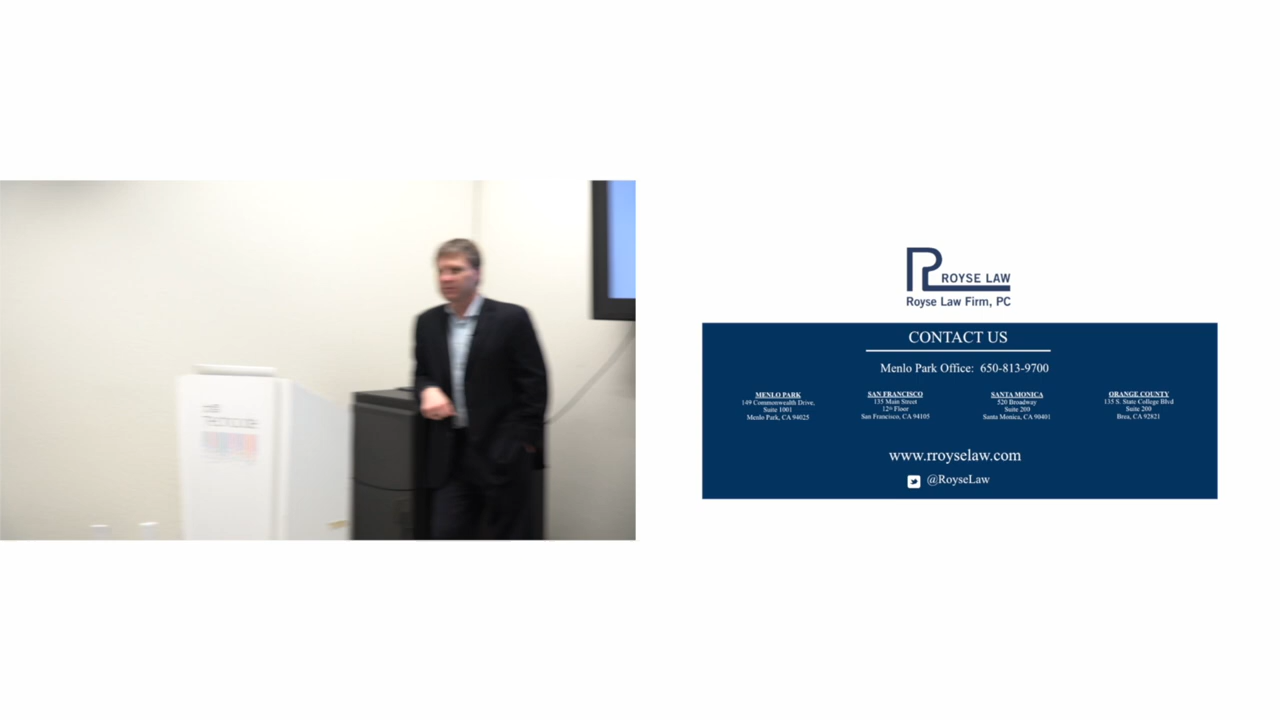 ROYSE LAW
Royse Law Firm, PC
CONTACT US
Menlo Park Office: 650-813-9700
MENLO PARK
149 Commonwealth Drive,
Suite 1001
Menlo Park, CA 94025
SAN FRANCISCO
135 Main Street
12th Floor
San Francisco, CA 94105
SANTA MONICA
520 Broadway
Suite 200
Santa Monica, CA 90401
ORANGE COUNTY
135 S. State College Blvd
Suite 200
Brea, CA 92821
www.rroyselaw.com
@RoyseLaw